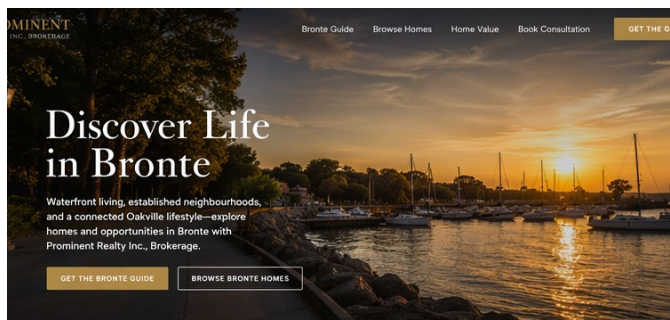 OMINENT
INC., BROKERAGE
Bronte Guide
Browse Homes
Home Value
Book Consultation
GET THE G
Discover Life
in Bronte
Waterfront living, established neighbourhoods,
and a connected Oakville lifestyle—explore
homes and opportunities in Bronte with
Prominent Realty Inc., Brokerage.
GET THE BRONTE GUIDE
BROWSE BRONTE HOMES